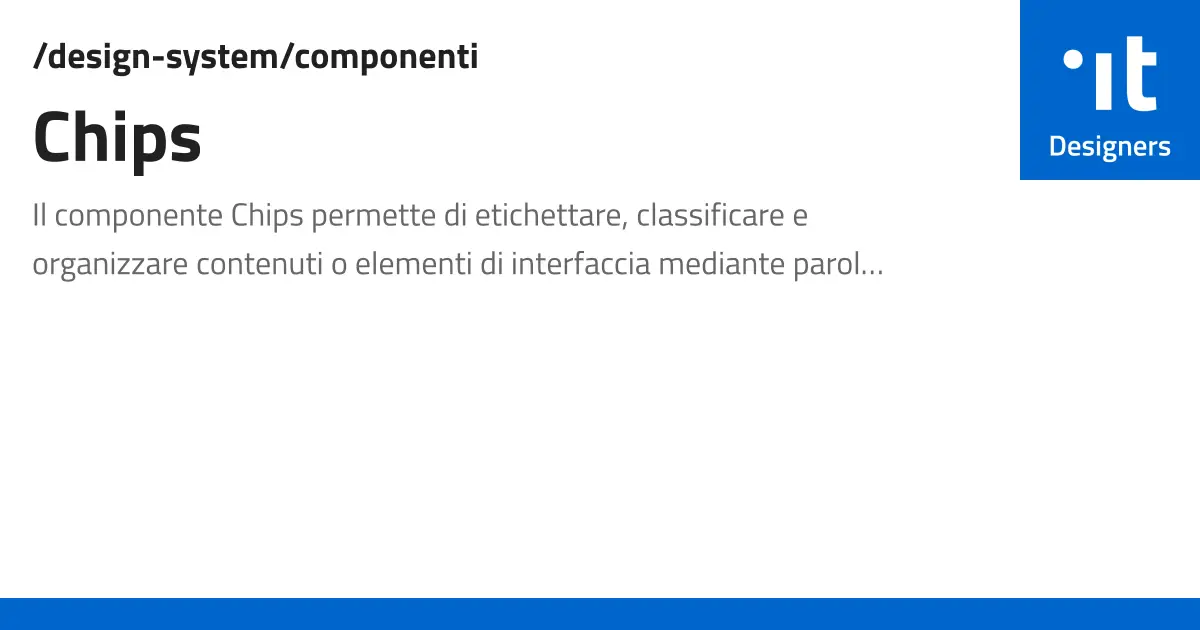 /design-system/componenti
Chips
Il componente Chips permette di etichettare, classificare e
organizzare contenuti o elementi di interfaccia mediante parol...
.it
Designers